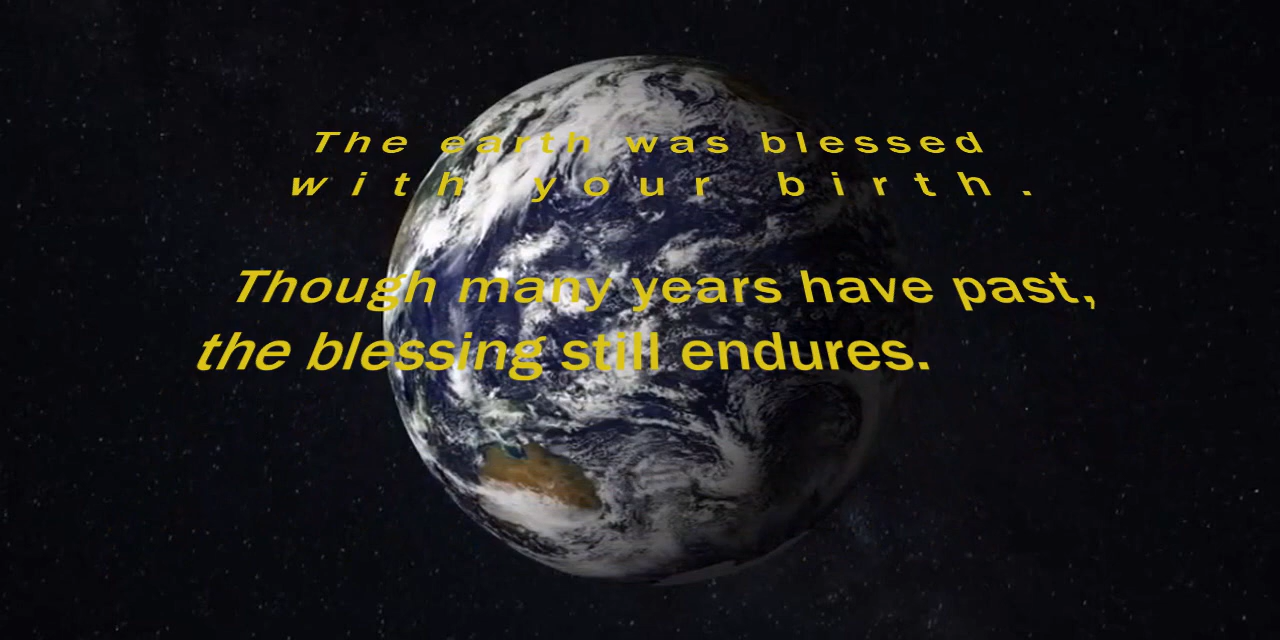 The earth was blessed
with your birth.
Though many years have past,
the blessing still endures.